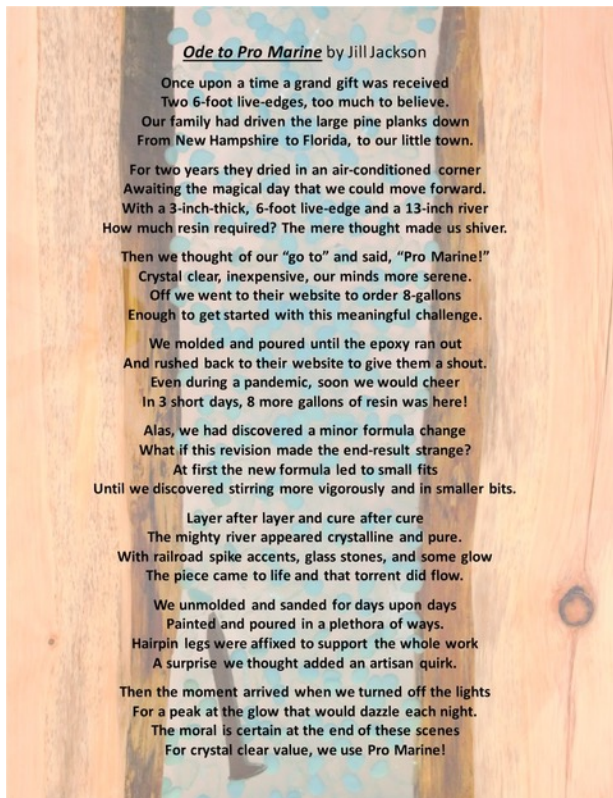 Ode to Pro Marine by Jill Jackson
Once upon a time a grand gift was received
Two 6-foot live-edges, too much to believe.
Our family had driven the large pine planks down
From New Hampshire to Florida, to our little town.
For two years they dried in an air-conditioned corner
Awaiting the magical day that we could move forward.
With a 3-inch-thick, 6-foot live-edge and a 13-inch river
How much resin required? The mere thought made us shiver.
Then we thought of our “go to” and said, “Pro Marine!”
Crystal clear, inexpensive, our minds more serene.
Off we went to their website to order 8-gallons
Enough to get started with this meaningful challenge.
We molded and poured until the epoxy ran out
And rushed back to their website to give them a shout.
Even during a pandemic, soon we would cheer
In 3 short days, 8 more gallons of resin was here!
Alas, we had discovered a minor formula change
What if this revision made the end-result strange?
At first the new formula led to small fits
Until we discovered stirring more vigorously and in smaller bits.
Layer after layer and cure after cure
The mighty river appeared crystalline and pure.
With railroad spike accents, glass stones, and some glow
The piece came to life and that torrent did flow.
We unmolded and sanded for days upon days
Painted and poured in a plethora of ways.
Hairpin legs were affixed to support the whole work
A surprise we thought added an artisan quirk.
Then the moment arrived when we turned off the lights
For a peak at the glow that would dazzle each night.
The moral is certain at the end of these scenes
For crystal clear value, we use Pro Marine!